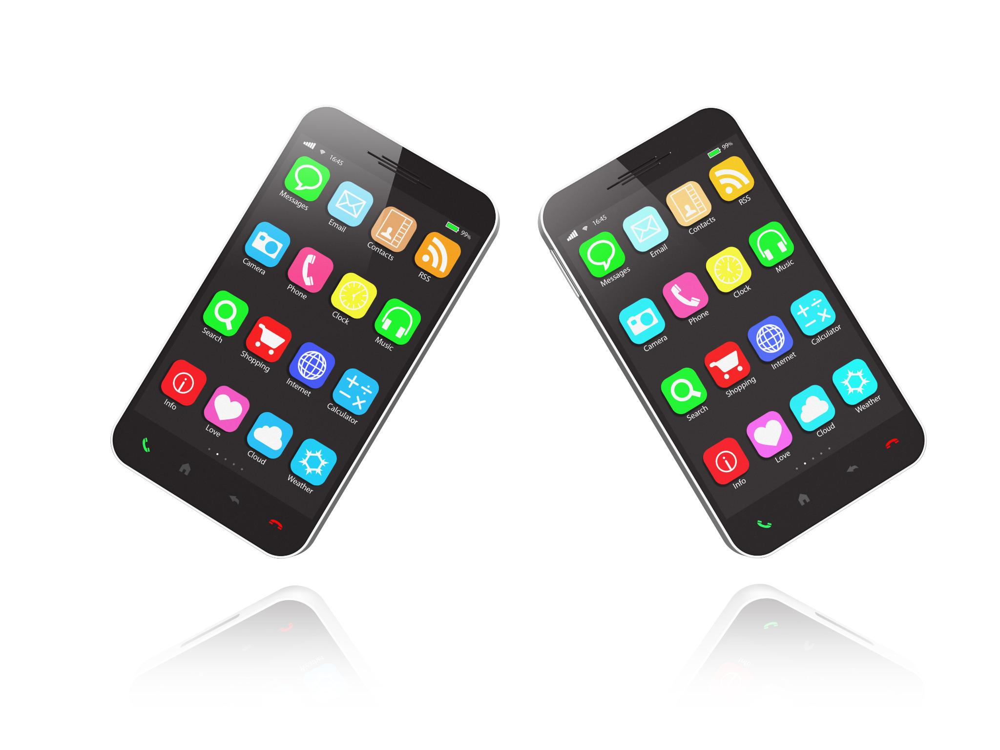 16:45
99%
Messages
Email
Contacts
RSS
Camera
Phone
Clock
Music
Search
Shopping
Internet
Calculator
Info
Love
Cloud
Weather
16:45
99%
Messages
Email
Contacts
RSS
Camera
Phone
Clock
Music
Search
Shopping
Internet
Calculator
Info
Love
Cloud
Weather
Weather
Info